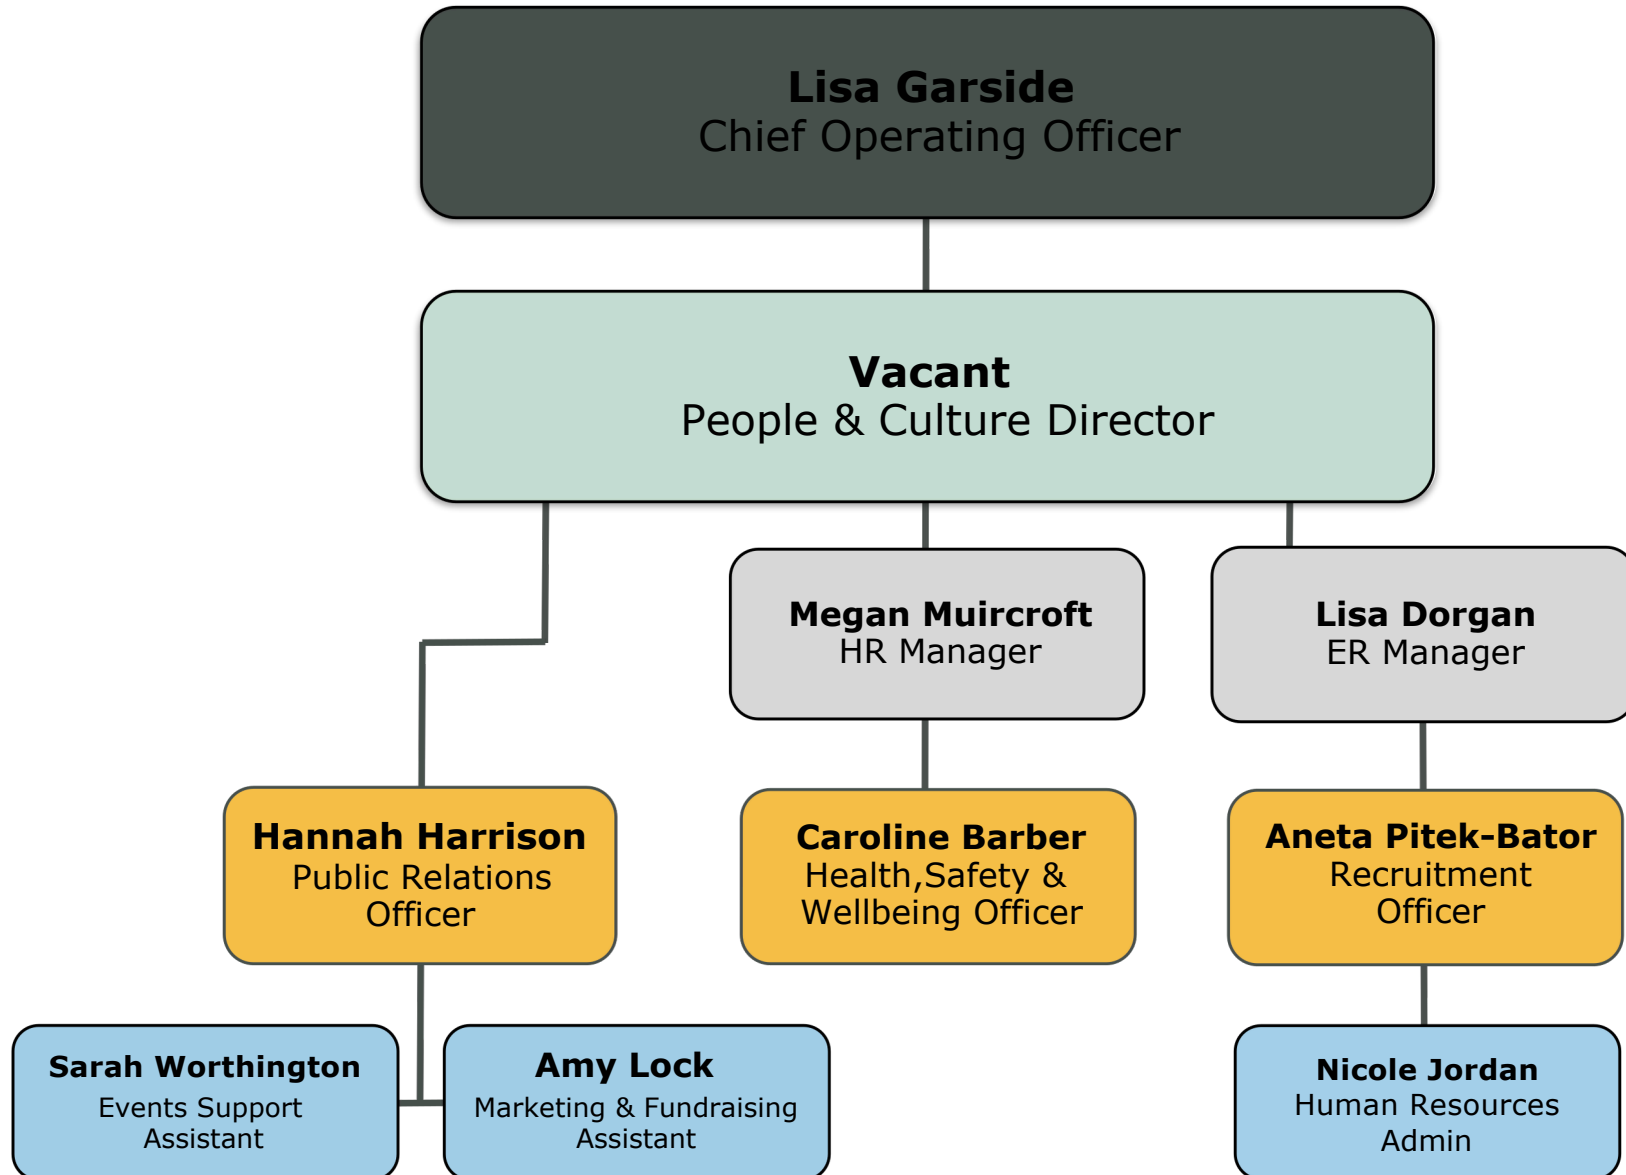 Lisa Garside
Chief Operating Officer
Vacant
People & Culture Director
Megan Muircroft
HR Manager
Lisa Dorgan
ER Manager
Hannah Harrison
Public Relations
Officer
Caroline Barber
Health,Safety &
Wellbeing Officer
Aneta Pitek-Bator
Recruitment
Officer
Sarah Worthington
Events Support
Assistant
Amy Lock
Marketing & Fundraising
Assistant
Nicole Jordan
Human Resources
Admin